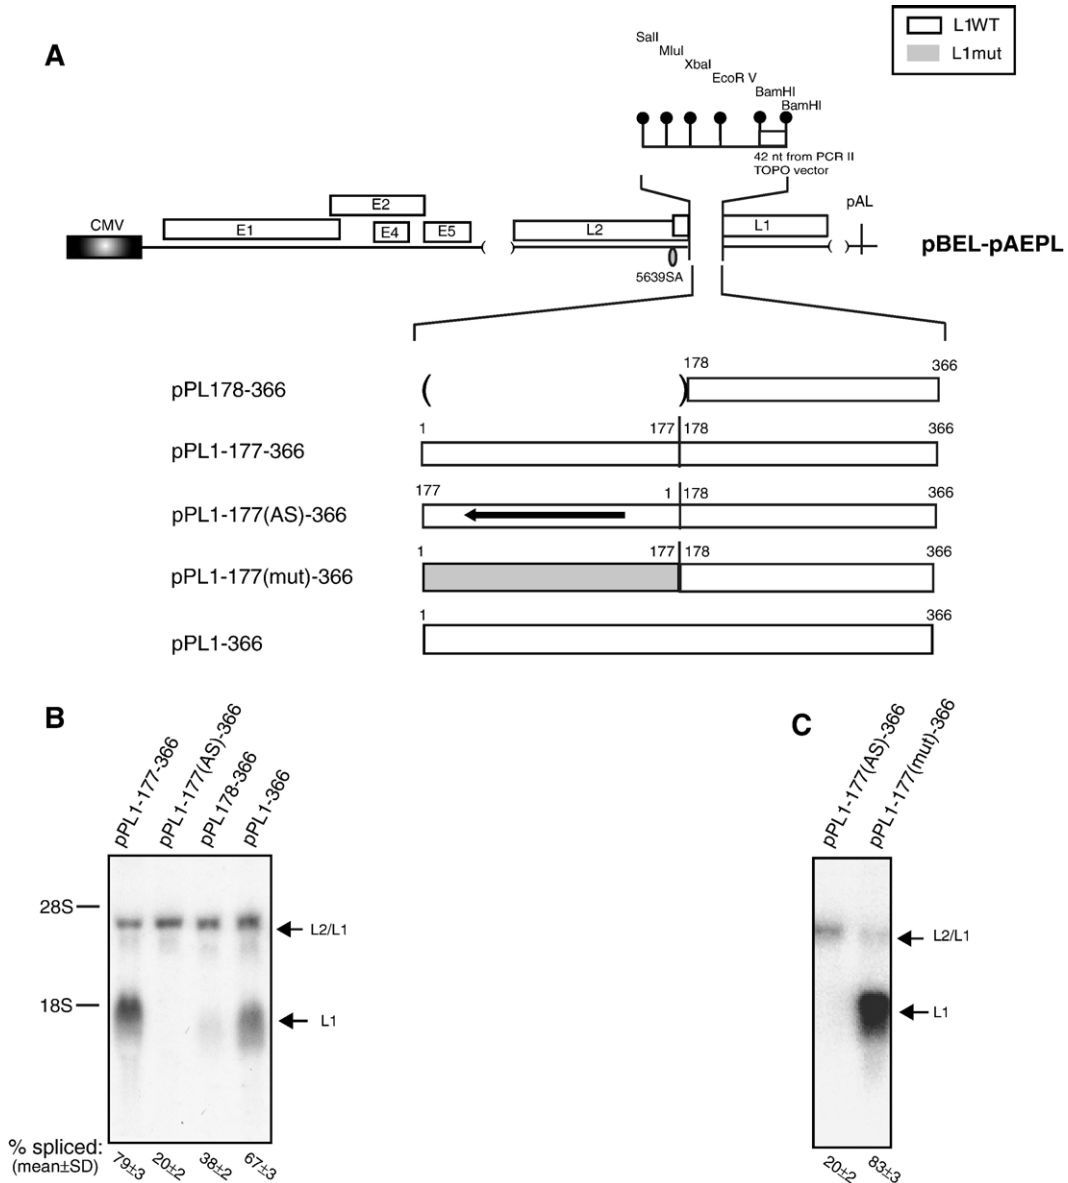 A
L1WT
L1mut
SalI
MluI
XbaI
EcoR V
BamHI
BamHI
42 nt from PCR II
TOPO vector
CMV
E1
E2
E4
E5
L2
L1
pAL
pBEL-pAEPL
5639SA
pPL178-366
178
366
pPL1-177-366
1
177
178
366
pPL1-177(AS)-366
177
1
178
366
pPL1-177(mut)-366
1
177
178
366
pPL1-366
1
366
B
pPL1-177-366
pPL1-177(AS)-366
pPL178-366
pPL1-366
28S
18S
L2/L1
L1
% spliced:
(mean±SD)
79±3
20±2
38±2
67±3
C
pPL1-177(AS)-366
pPL1-177(mut)-366
L2/L1
L1
20±2
83±3